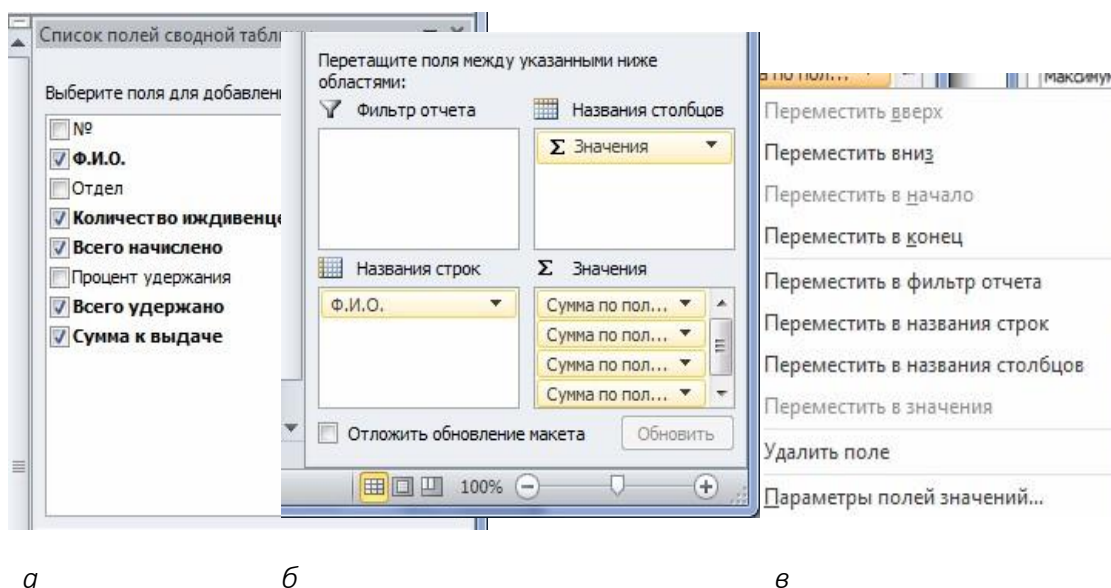 Список полей сводной табл
Выберите поля для добавлен
№
Ф.И.О.
Отдел
Количество иждивенце
Всего начислено
Процент удержания
Всего удержано
Сумма к выдаче
Перетащите поля между указанными ниже
областями:
Фильтр отчета
Названия столбцов
Σ Значения
Названия строк
Σ Значения
Ф.И.О.
Сумма по пол...
Сумма по пол...
Сумма по пол...
Сумма по пол...
Отложить обновление макета
Обновить
100%
а по пол...
Максимум
Переместить вверх
Переместить вниз
Переместить в начало
Переместить в конец
Переместить в фильтр отчета
Переместить в названия строк
Переместить в названия столбцов
Переместить в значения
Удалить поле
Параметры полей значений...
а б в